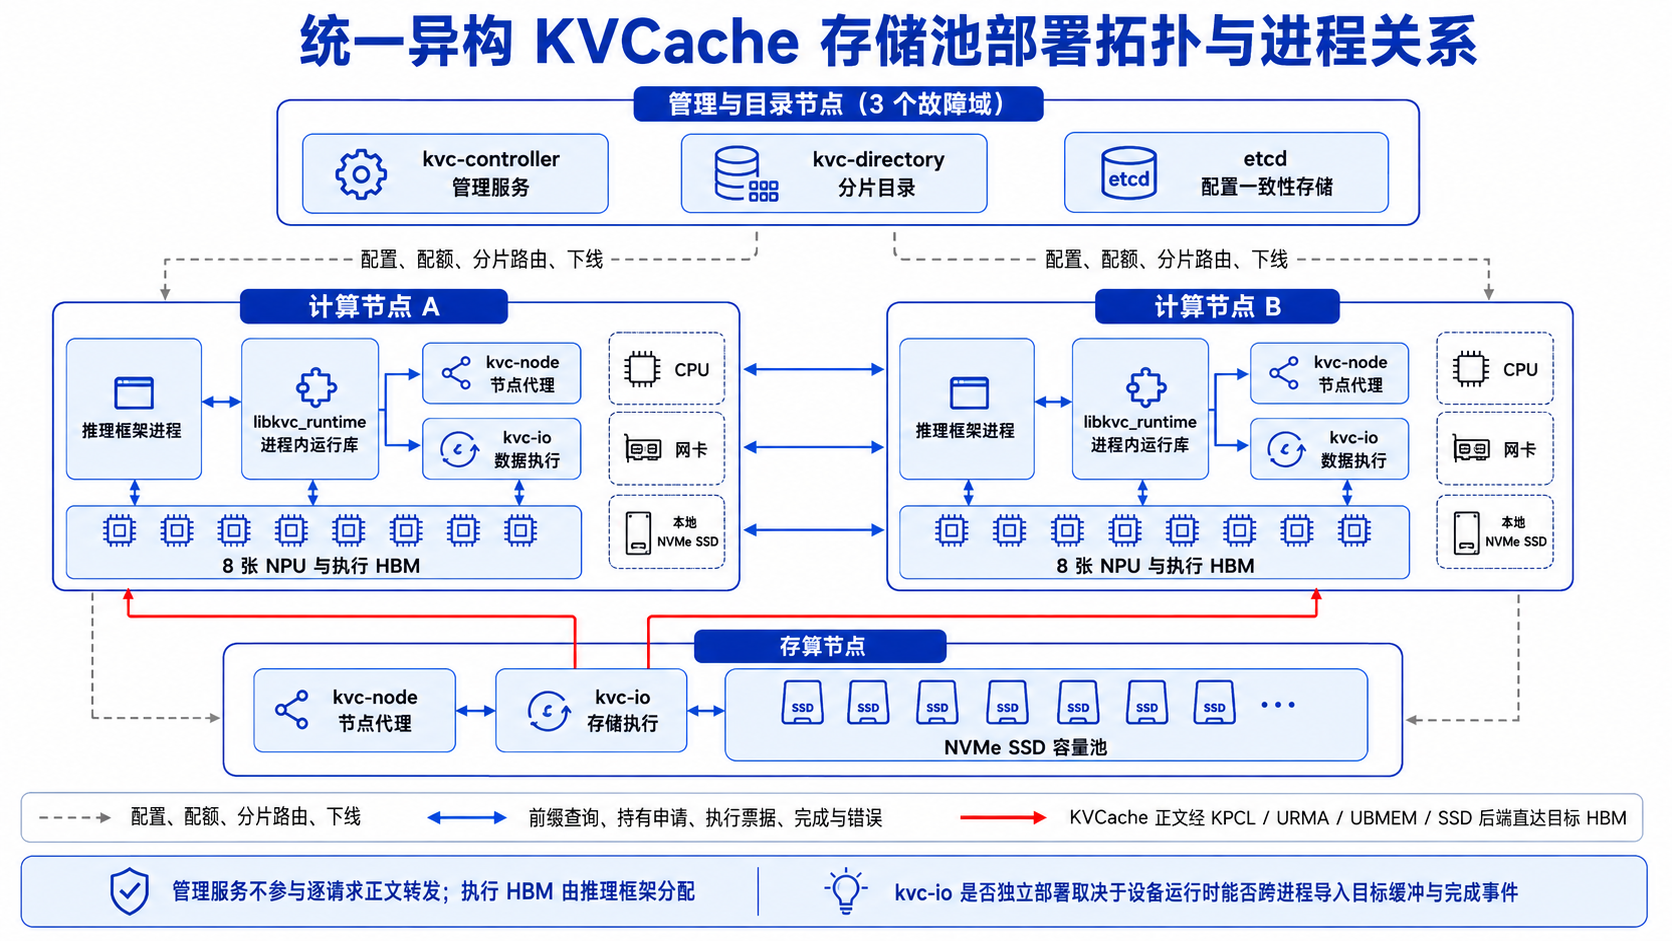 统一异构 KVCache 存储池部署拓扑与进程关系
管理与目录节点（3 个故障域）
kvc-controller
管理服务
kvc-directory
分片目录
etcd
etcd
配置一致性存储
配置、配额、分片路由、下线
配置、配额、分片路由、下线
计算节点 A
推理框架进程
libkvc_runtime
进程内运行库
kvc-node
节点代理
kvc-io
数据执行
CPU
网卡
本地
NVMe SSD
8 张 NPU 与执行 HBM
计算节点 B
推理框架进程
libkvc_runtime
进程内运行库
kvc-node
节点代理
kvc-io
数据执行
CPU
网卡
本地
NVMe SSD
8 张 NPU 与执行 HBM
存算节点
kvc-node
节点代理
kvc-io
存储执行
SSD SSD SSD SSD SSD SSD SSD ···
NVMe SSD 容量池
配置、配额、分片路由、下线
前缀查询、持有申请、执行票据、完成与错误
KVCache 正文经 KPCL / URMA / UBMEM / SSD 后端直达目标 HBM
管理服务不参与逐请求正文转发；执行 HBM 由推理框架分配
kvc-io 是否独立部署取决于设备运行时能否跨进程导入目标缓冲与完成事件